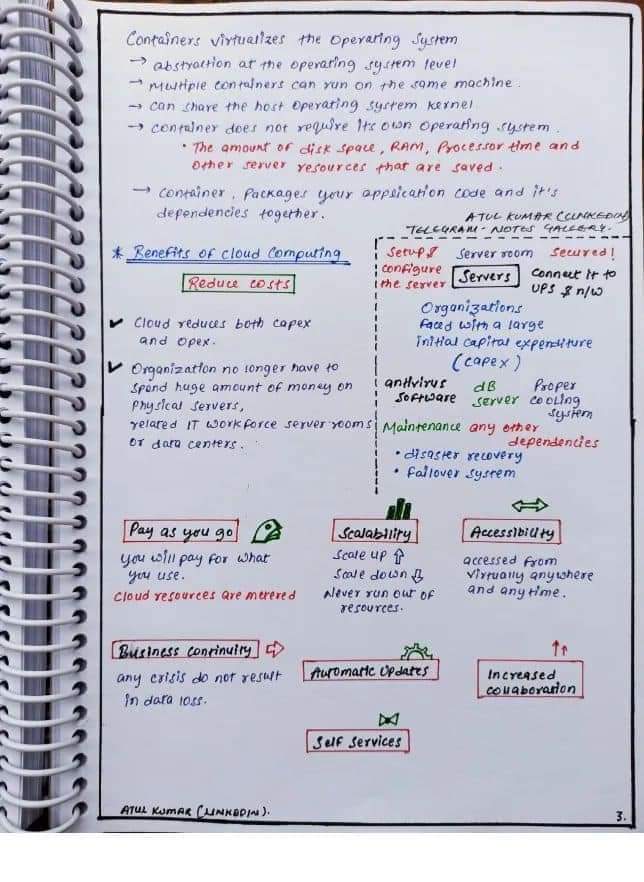 Containers virtualizes the Operating System
→ abstraction at the operating system level
→ Multiple containers can run on the same machine.
→ can share the host operating system kernel
→ container does not require its own operating system.
• The amount of disk space, RAM, Processor time and
other server resources that are saved.
→ Container, Packages your application code and it's
dependencies together.
ATUL KUMAR (LINKEDIN)
TELEGRAM - NOTES GALLERY.
* Benefits of Cloud Computing
Reduce costs
✔ Cloud reduces both capex
and opex.
✔ Organization no longer have to
spend huge amount of money on
physical servers,
related IT workforce server rooms
or data centers.
Setup &
configure
the server
Server room
Secured!
Servers
Connect it to
UPS & n/w
Organizations
faced with a large
initial capital expenditure
(capex)
antivirus
software
dB
server
Proper
cooling
system
Maintenance any other
dependencies
• disaster recovery
• Failover system
Pay as you go
you will pay for what
you use.
Cloud resources are metered
Scalability
Scale up ⇧
Scale down ⇩
Never run out of
resources.
Accessibility
accessed from
virtually anywhere
and anytime.
Business Continuity
any crisis do not result
in data loss.
Automatic Updates
Increased
collaboration
Self Services
ATUL KUMAR (LINKEDIN).
3.